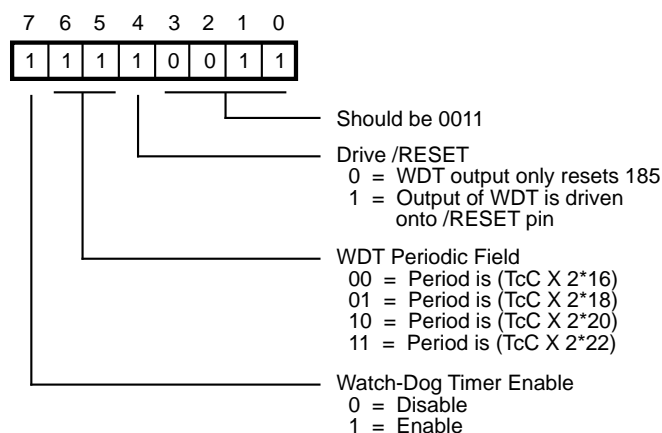 7 6 5 4 3 2 1 0
1 1 1 1 0 0 1 1
Should be 0011
Drive /RESET
0 = WDT output only resets 185
1 = Output of WDT is driven
onto /RESET pin
WDT Periodic Field
00 = Period is (TcC X 2*16)
01 = Period is (TcC X 2*18)
10 = Period is (TcC X 2*20)
11 = Period is (TcC X 2*22)
Watch-Dog Timer Enable
0 = Disable
1 = Enable